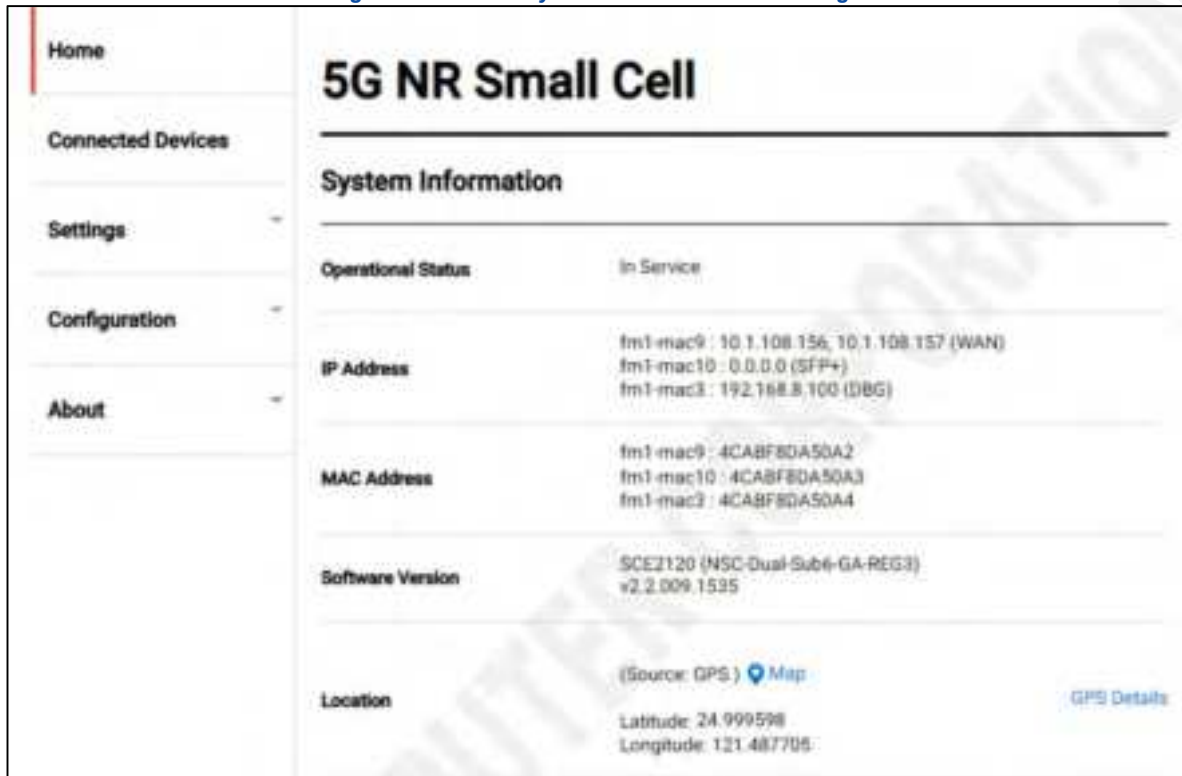 Home
Connected Devices
Settings
Configuration
About
5G NR Small Cell
System Information
Operational Status
In Service
IP Address
fm1-mac9 : 10.1.108.156, 10.1.108.157 (WAN)
fm1-mac10 : 0.0.0.0 (SFP+)
fm1-mac3 : 192.168.8.100 (DBG)
MAC Address
fm1-mac9 : 4CABF8DA50A2
fm1-mac10 : 4CABF8DA50A3
fm1-mac3 : 4CABF8DA50A4
Software Version
SCE2120 (NSC-Dual-Sub6-GA-REG3)
v2.2.009.1535
Location
(Source: GPS ) Map
GPS Details
Latitude: 24.999598
Longitude: 121.487705
CORPORATION